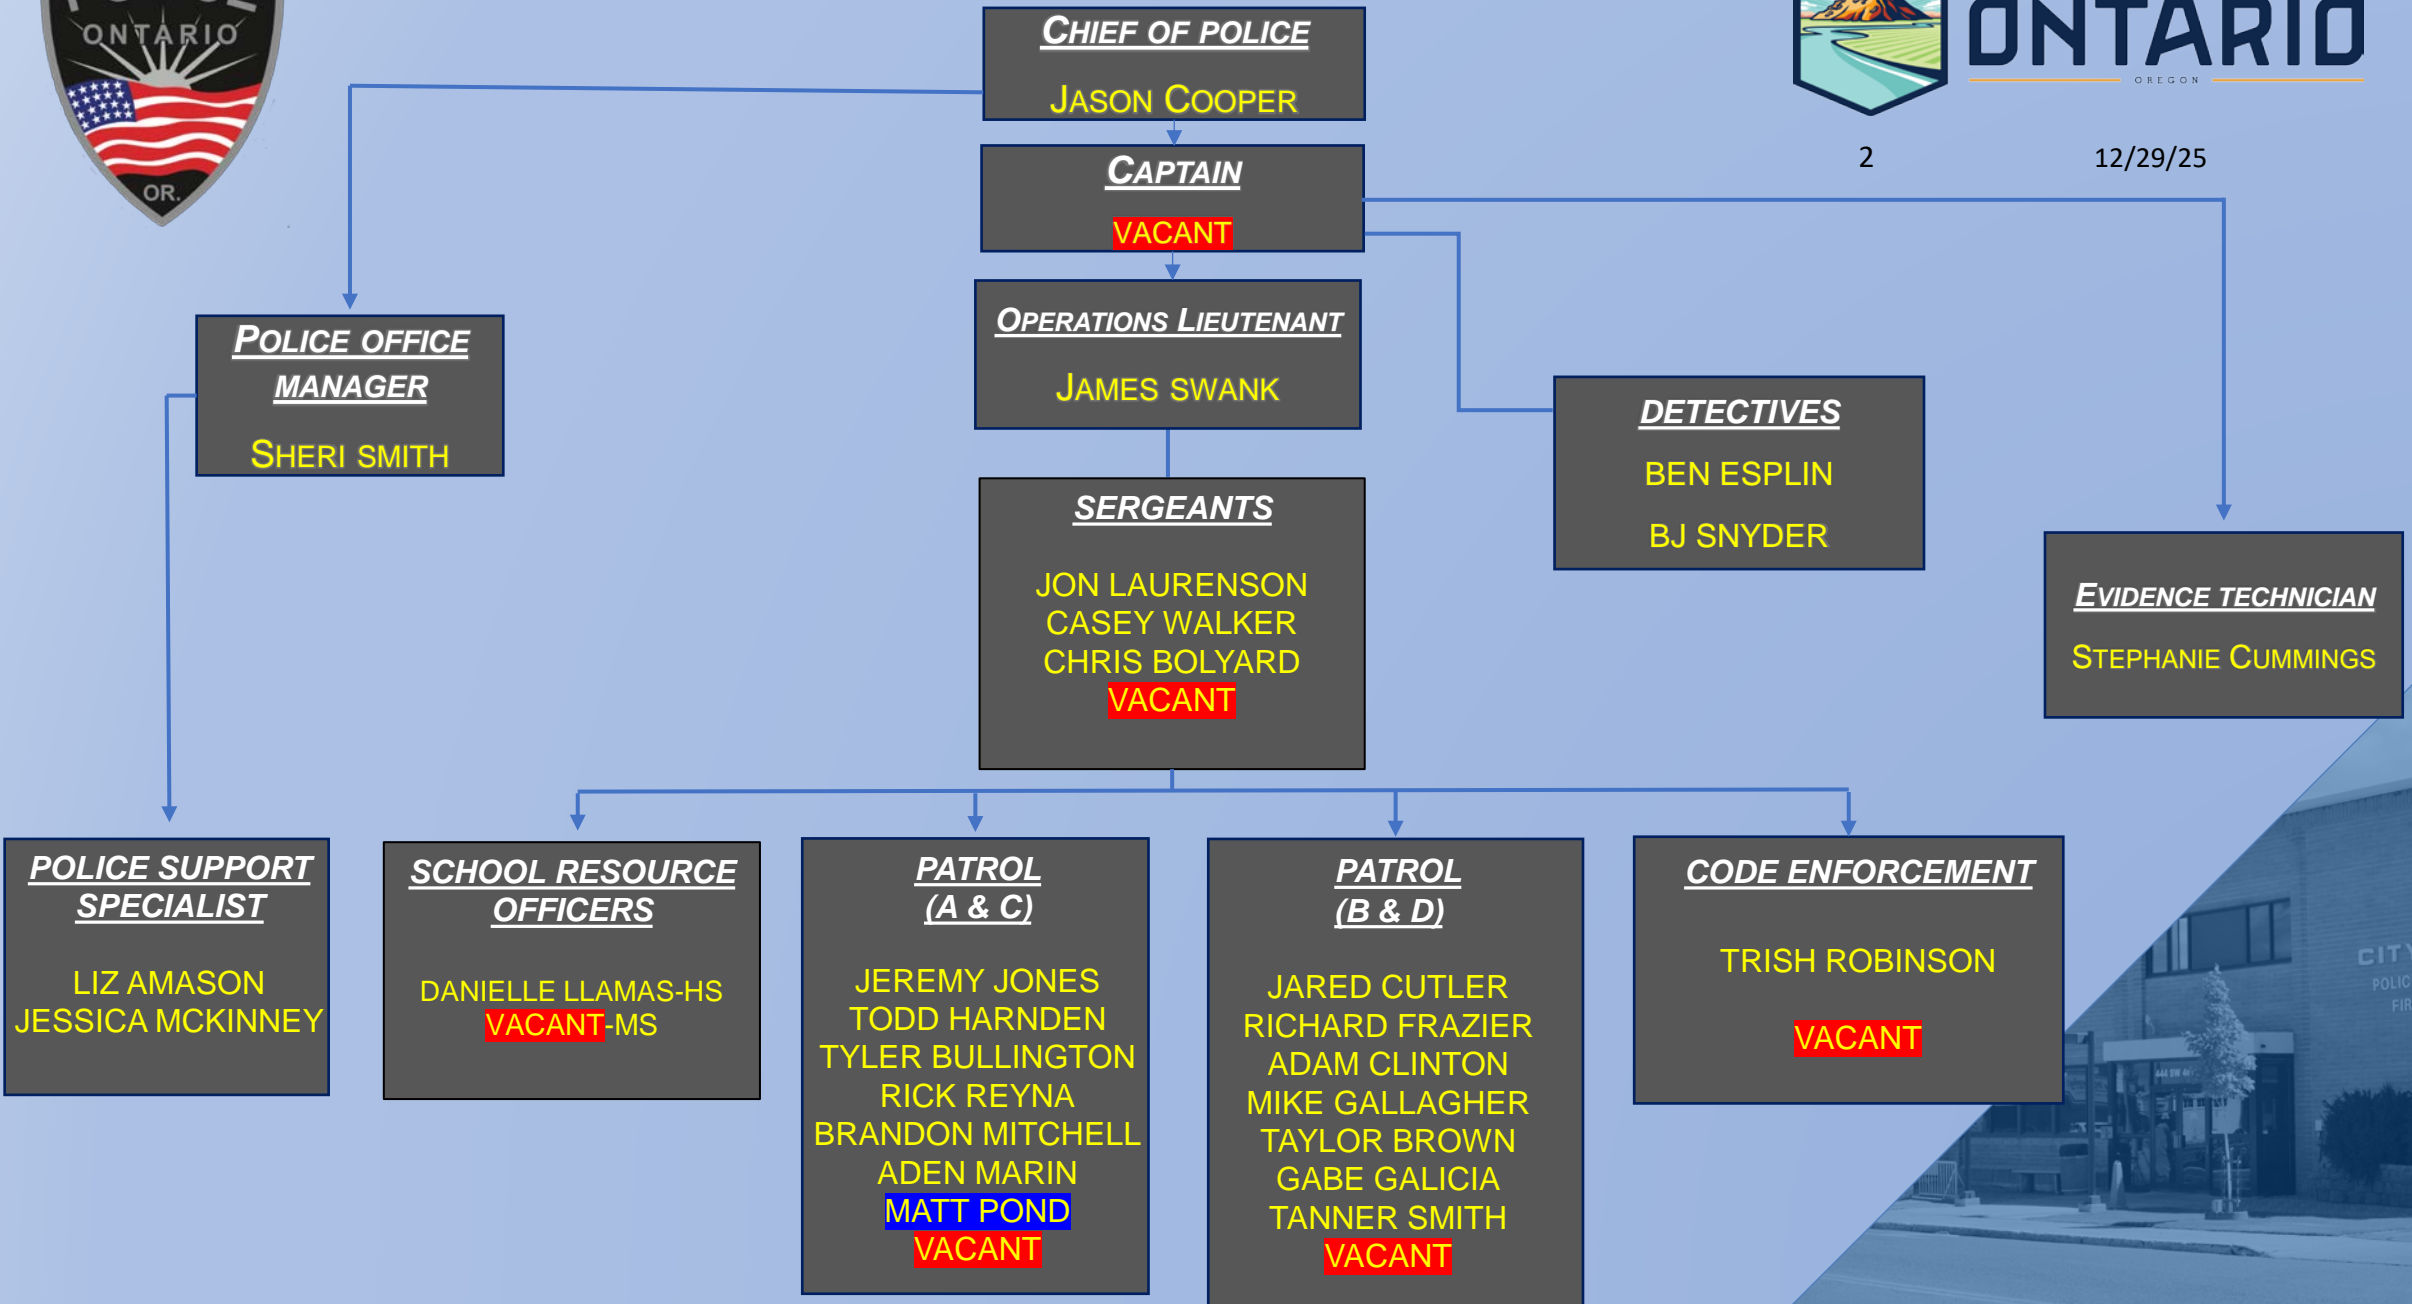 ONTARIO
OR.
CHIEF OF POLICE
JASON COOPER
ONTARIO
OREGON
2
12/29/25
CAPTAIN
VACANT
POLICE OFFICE
MANAGER
SHERI SMITH
OPERATIONS LIEUTENANT
JAMES SWANK
DETECTIVES
BEN ESPLIN
BJ SNYDER
SERGEANTS
JON LAURENSON
CASEY WALKER
CHRIS BOLYARD
VACANT
EVIDENCE TECHNICIAN
STEPHANIE CUMMINGS
POLICE SUPPORT
SPECIALIST
LIZ AMASON
JESSICA MCKINNEY
SCHOOL RESOURCE
OFFICERS
DANIELLE LLAMAS-HS
VACANT-MS
PATROL
(A & C)
JEREMY JONES
TODD HARNDEN
TYLER BULLINGTON
RICK REYNA
BRANDON MITCHELL
ADEN MARIN
MATT POND
VACANT
PATROL
(B & D)
JARED CUTLER
RICHARD FRAZIER
ADAM CLINTON
MIKE GALLAGHER
TAYLOR BROWN
GABE GALICIA
TANNER SMITH
VACANT
CODE ENFORCEMENT
TRISH ROBINSON
VACANT
CITY